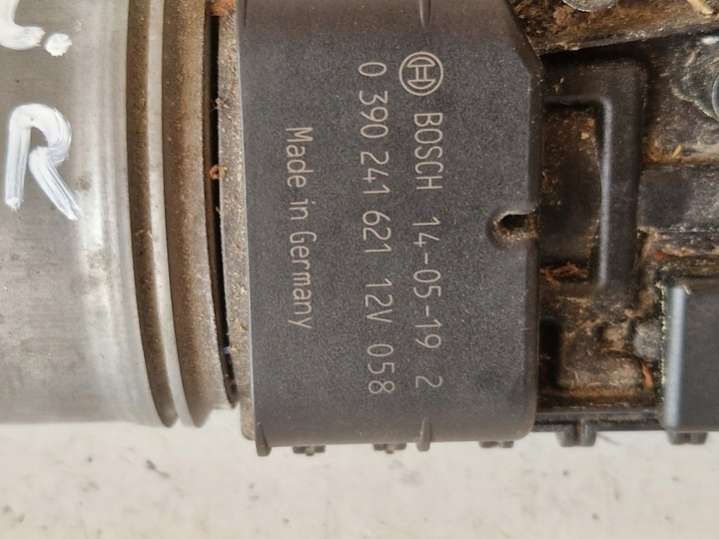 BOSCH 14-05-19 2
0 390 241 621 12V 058
Made in Germany
L.
R